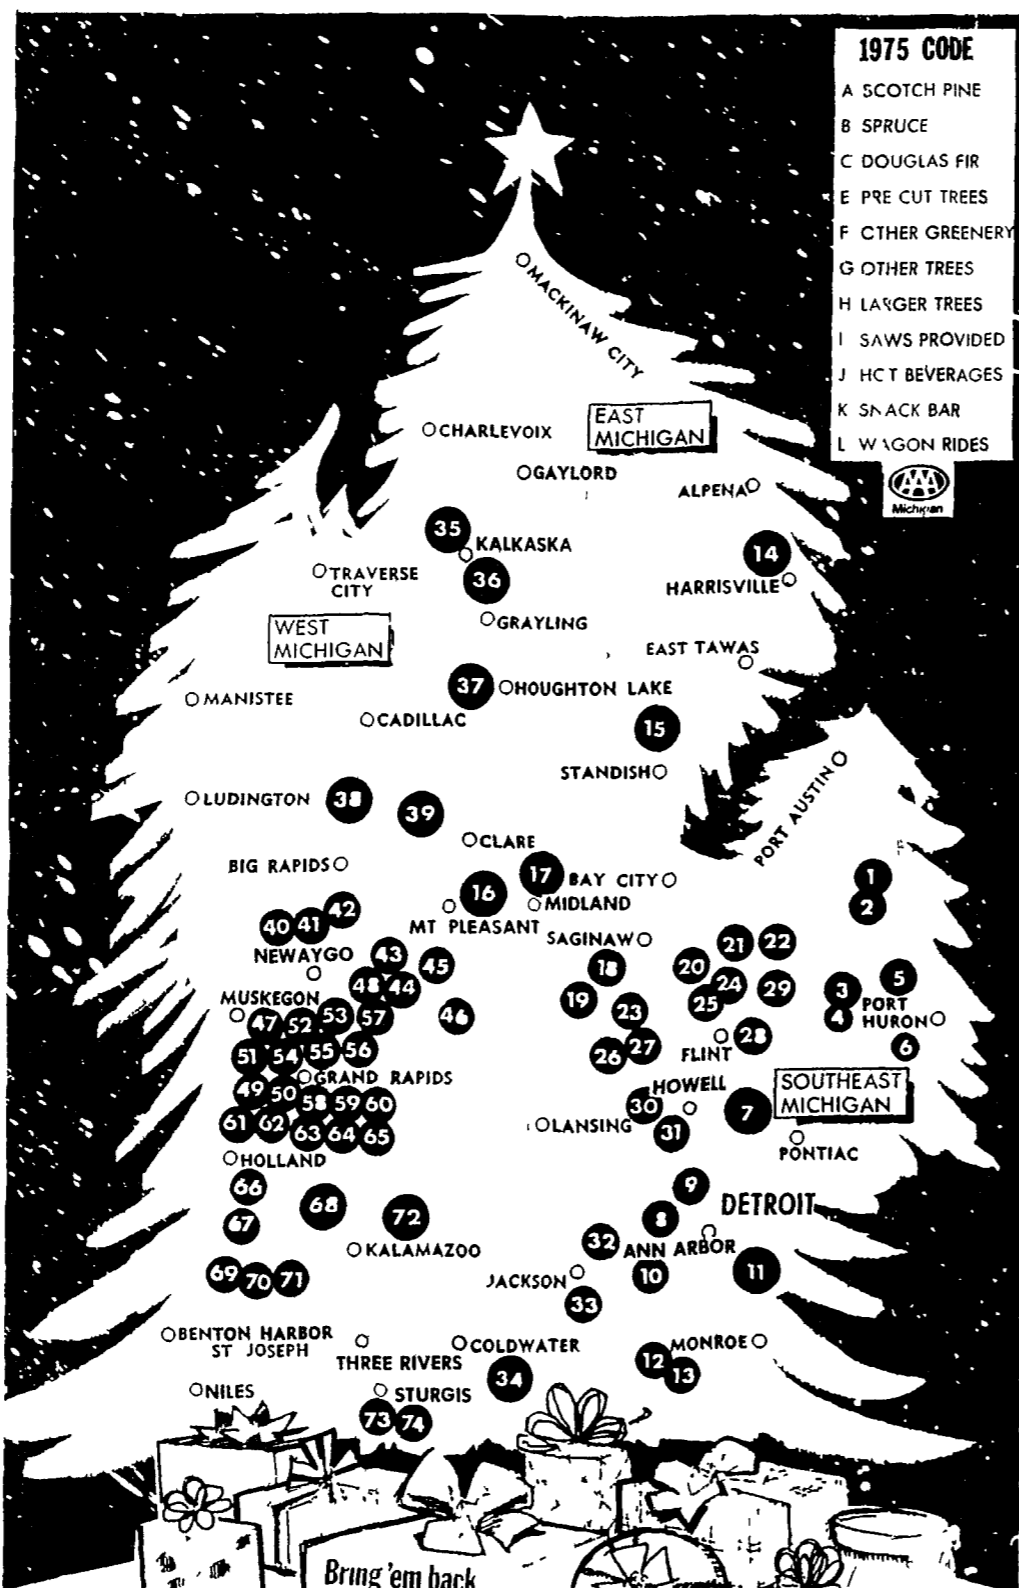 1975 CODE
A SCOTCH PINE
B SPRUCE
C DOUGLAS FIR
E PRE CUT TREES
F OTHER GREENERY
G OTHER TREES
H LARGER TREES
I SAWS PROVIDED
J HOT BEVERAGES
K SNACK BAR
L WAGON RIDES
AAA
Michigan
MACKINAW CITY
EAST
MICHIGAN
CHARLEVOIX
GAYLORD
ALPENA
35
KALKASKA
14
36
TRAVERSE
CITY
HARRISVILLE
WEST
MICHIGAN
GRAYLING
EAST TAWAS
37
HOUGHTON LAKE
MANISTEE
CADILLAC
15
STANDISH
PORT AUSTIN
LUDINGTON
38
39
CLARE
BIG RAPIDS
17
BAY CITY
1
16
MIDLAND
2
40 41 42
MT PLEASANT
NEWAYGO
SAGINAW
21 22
43
45
18
20
5
48 44
24
29
3
MUSKEGON
19
25
PORT
HURON
47 52 53 57
46
23
4
51 54 55 56
26 27
FLINT
28
6
GRAND RAPIDS
HOWELL
SOUTHEAST
MICHIGAN
49 50 58 59 60
30
7
61 62 63 64 65
LANSING
31
PONTIAC
HOLLAND
66
9
68
72
8
DETROIT
67
32
ANN ARBOR
KALAMAZOO
69 70 71
JACKSON
10
11
33
BENTON HARBOR
ST JOSEPH
THREE RIVERS
COLDWATER
MONROE
12
13
34
NILES
STURGIS
73 74
Bring 'em back